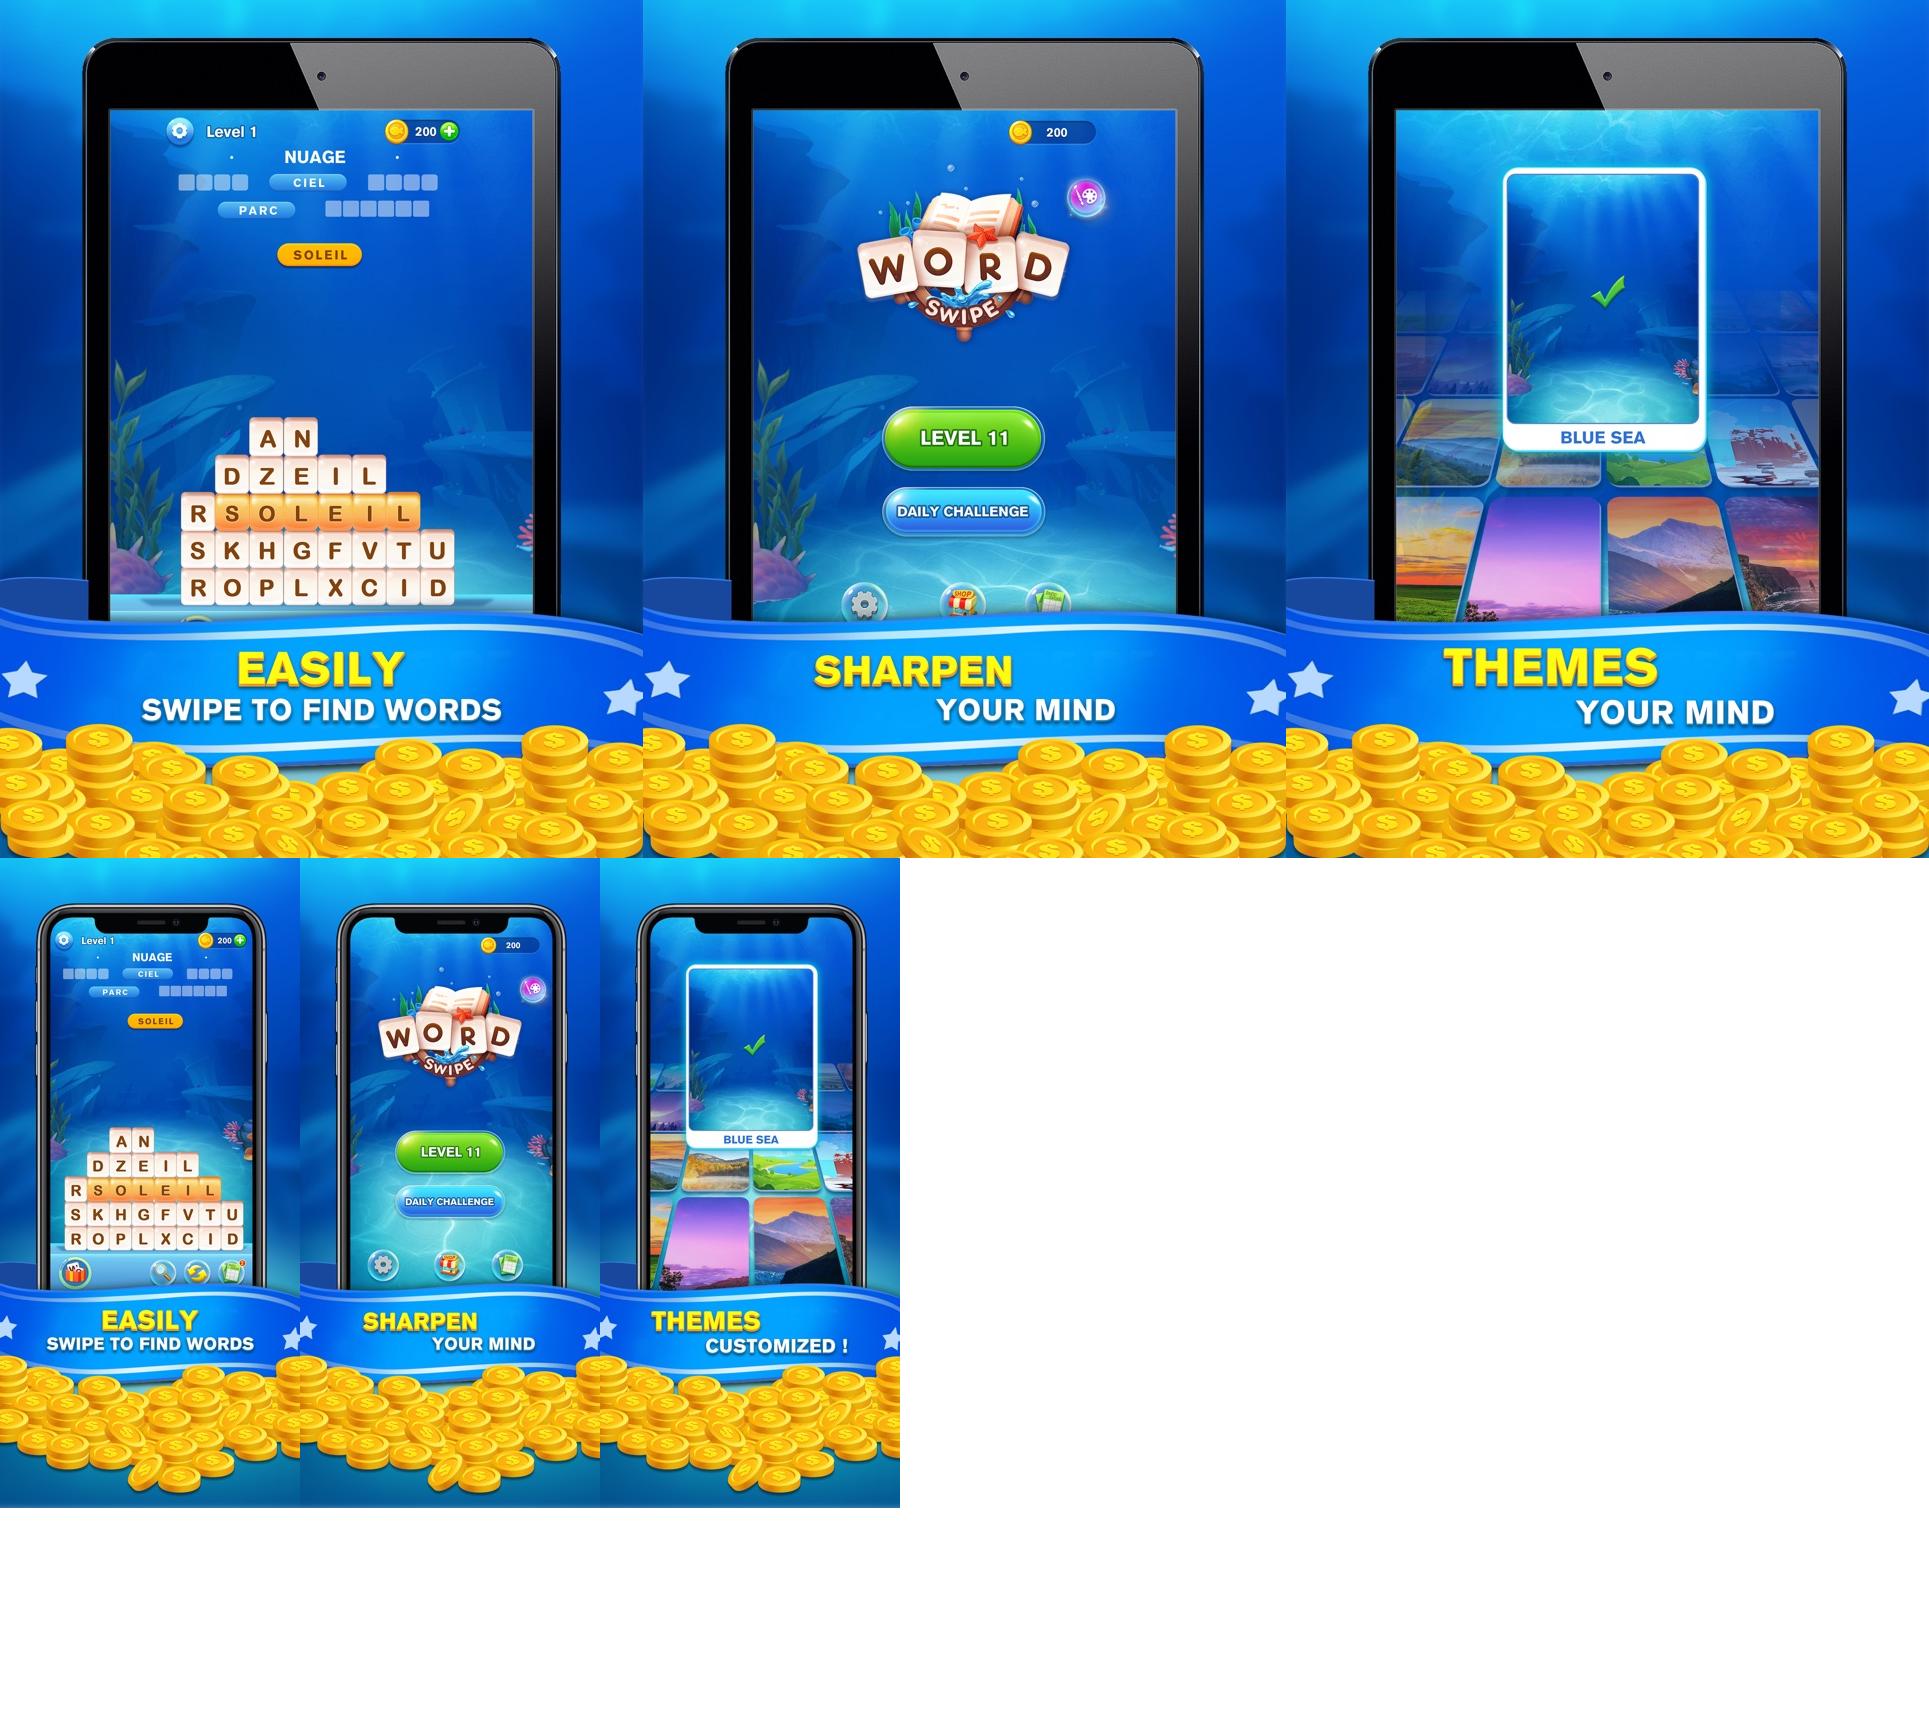 Level 1
200
NUAGE
CIEL
PARC
SOLEIL
A N
D Z E I L
R S O L E I L
S K H G F V T U
R O P L X C I D
EASILY
SWIPE TO FIND WORDS
200
WORD
SWIPE
LEVEL 11
DAILY CHALLENGE
SHOP
SHARPEN
YOUR MIND
BLUE SEA
THEMES
YOUR MIND
Level 1
200
NUAGE
CIEL
PARC
SOLEIL
A N
D Z E I L
R S O L E I L
S K H G F V T U
R O P L X C I D
EASILY
SWIPE TO FIND WORDS
200
WORD
SWIPE
LEVEL 11
DAILY CHALLENGE
SHOP
SHARPEN
YOUR MIND
BLUE SEA
THEMES
CUSTOMIZED !